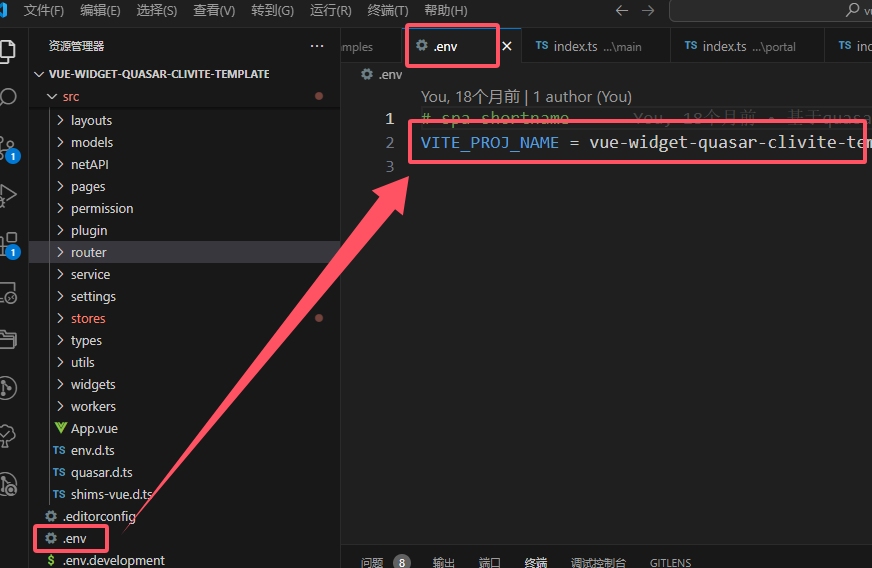 文件(F) 编辑(E) 选择(S) 查看(V) 转到(G) 运行(R) 终端(T) 帮助(H)
资源管理器 ···
VUE-WIDGET-QUASAR-CLIVITE-TEMPLATE
src
layouts
models
netAPI
pages
permission
plugin
router
service
settings
stores
types
utils
widgets
workers
App.vue
TS env.d.ts
TS quasar.d.ts
TS shims-vue.d.ts
.editorconfig
.env
$ .env.development
1
1
mples .env TS index.ts ...\main TS index.ts ...\portal TS inc
.env
You, 18个月前 | 1 author (You)
1 # spa shortname You, 18个月前 • 基于quasa
2 VITE_PROJ_NAME = vue-widget-quasar-clivite-tem
3
问题 8 输出 端口 终端 调试控制台 GITLENS